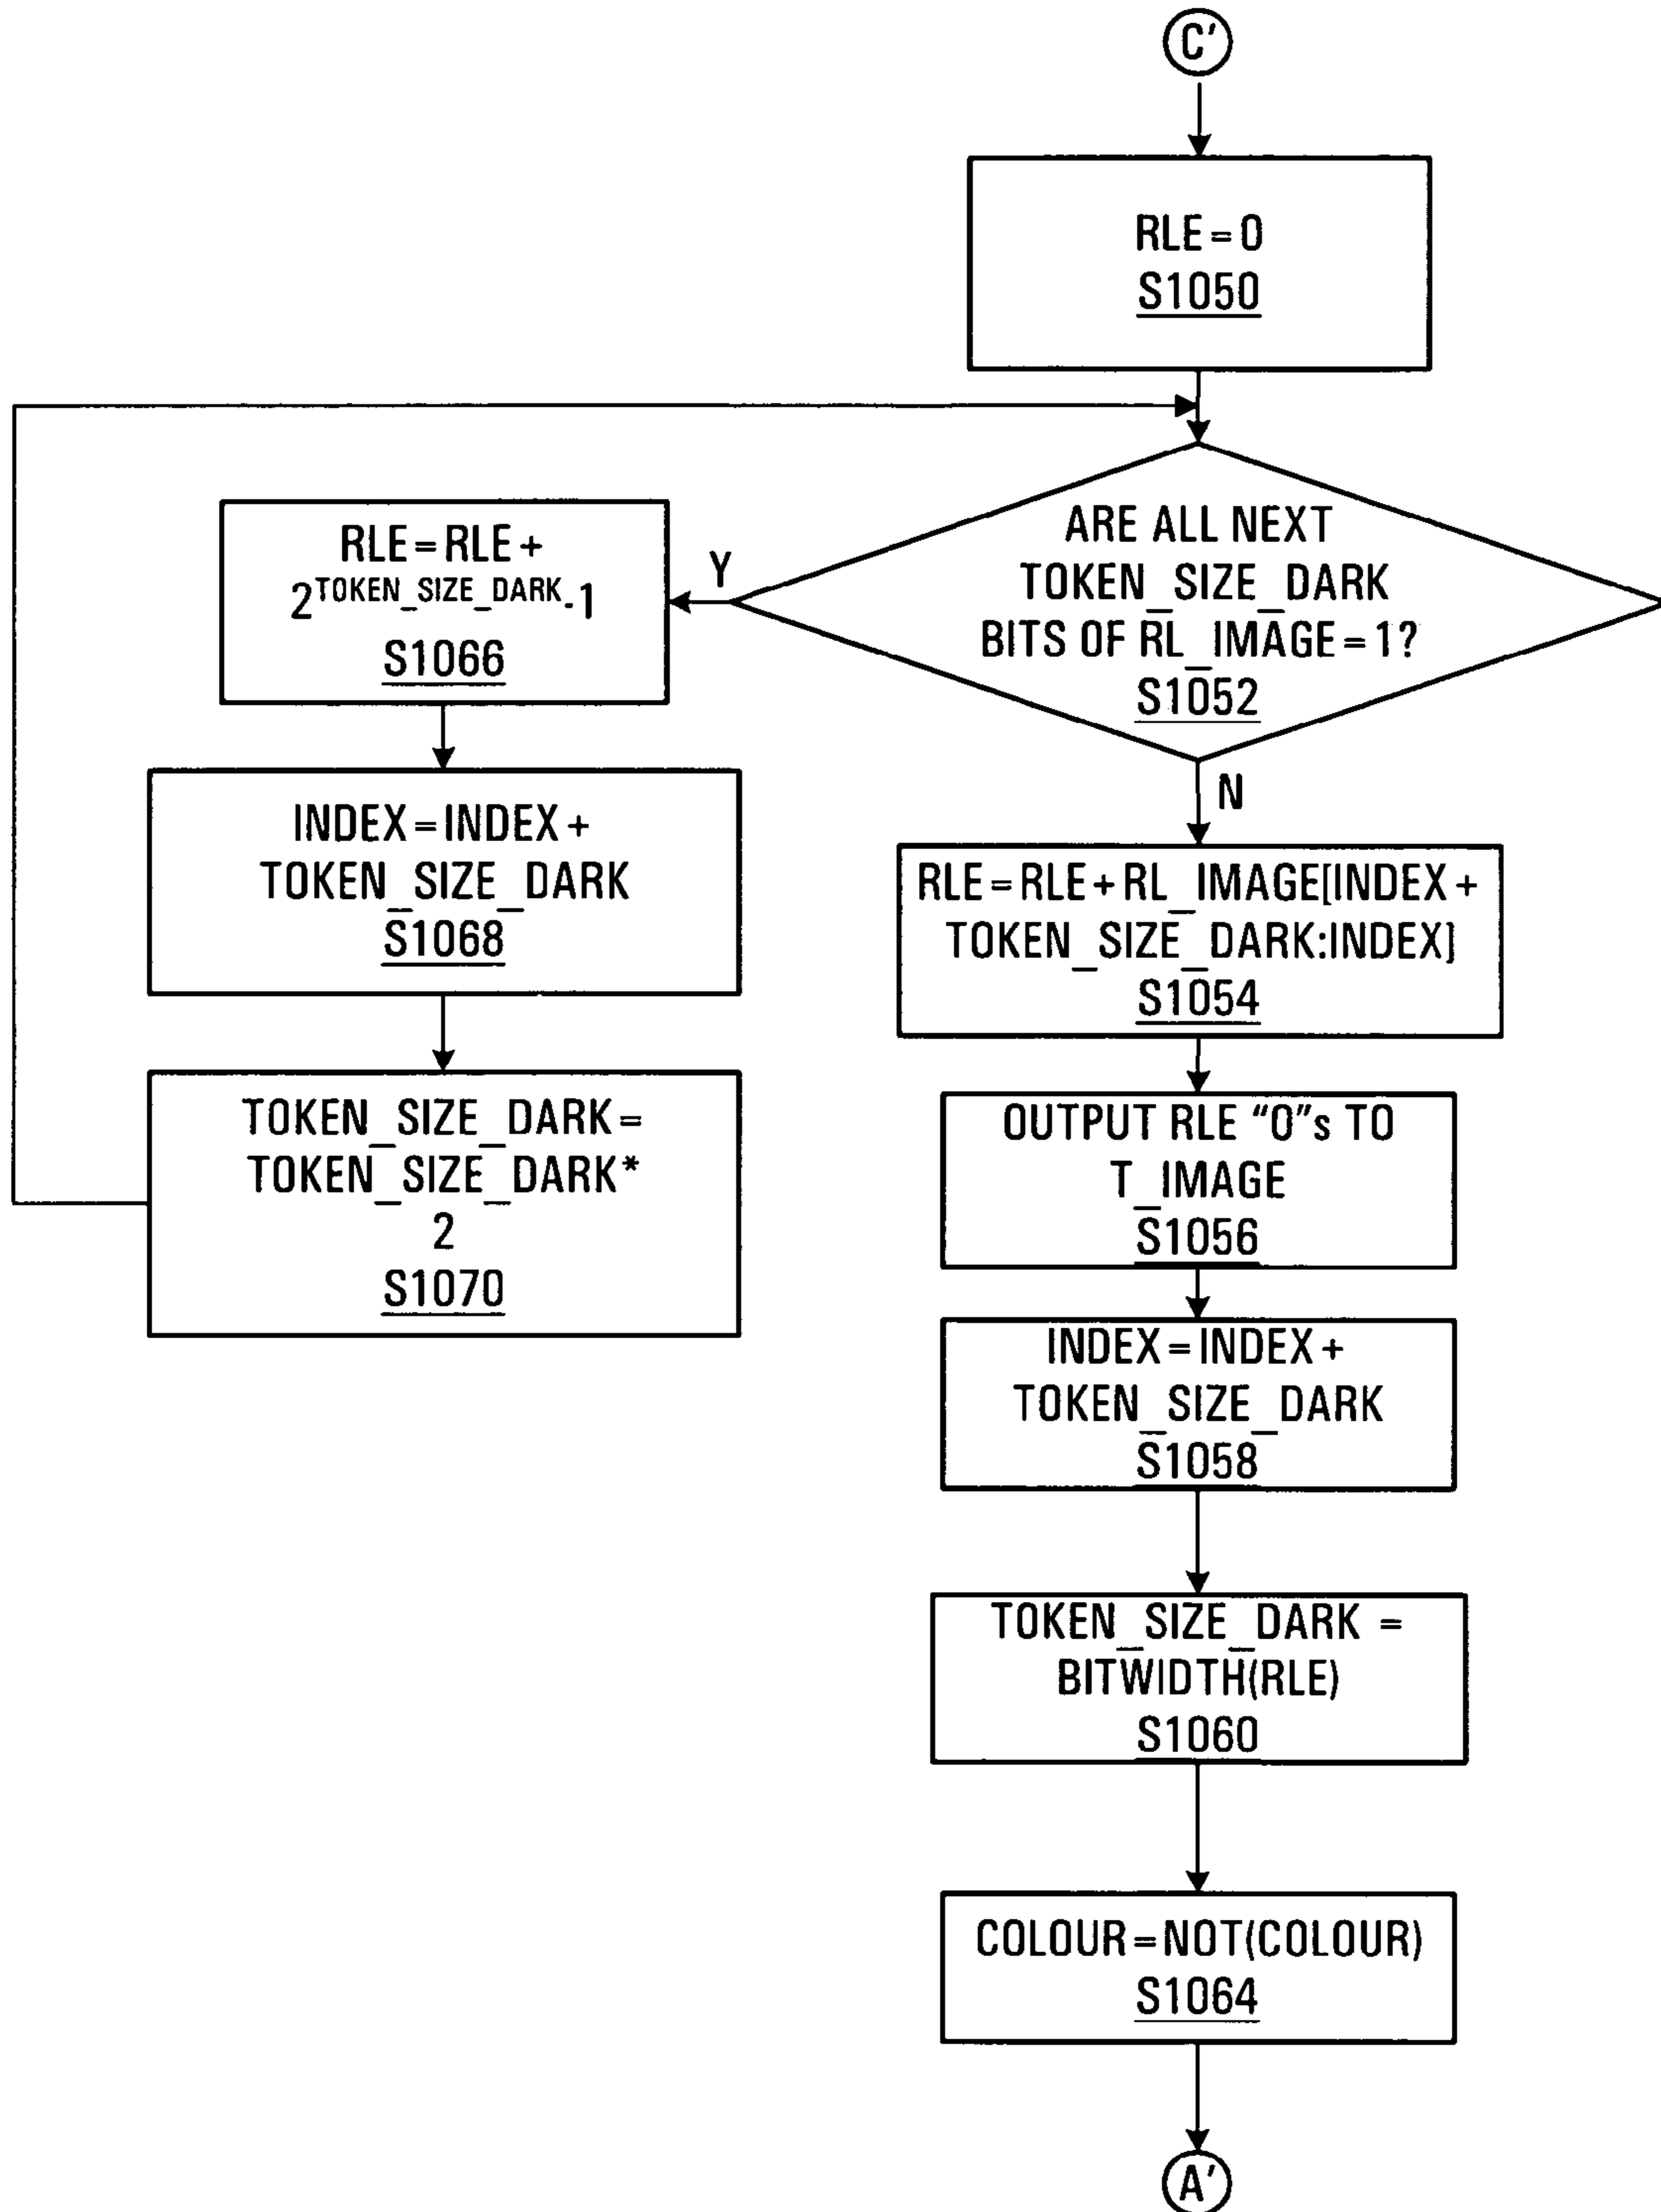 C'
RLE=0
S1050
ARE ALL NEXT
TOKEN_SIZE_DARK
BITS OF RL_IMAGE=1?
S1052
Y
N
RLE=RLE+
2^TOKEN_SIZE_DARK-1
S1066
INDEX=INDEX+
TOKEN_SIZE_DARK
S1068
TOKEN_SIZE_DARK=
TOKEN_SIZE_DARK*
2
S1070
RLE=RLE+RL_IMAGE[INDEX+
TOKEN_SIZE_DARK:INDEX]
S1054
OUTPUT RLE “0”s TO
T_IMAGE
S1056
INDEX=INDEX+
TOKEN_SIZE_DARK
S1058
TOKEN_SIZE_DARK =
BITWIDTH(RLE)
S1060
COLOUR=NOT(COLOUR)
S1064
A'